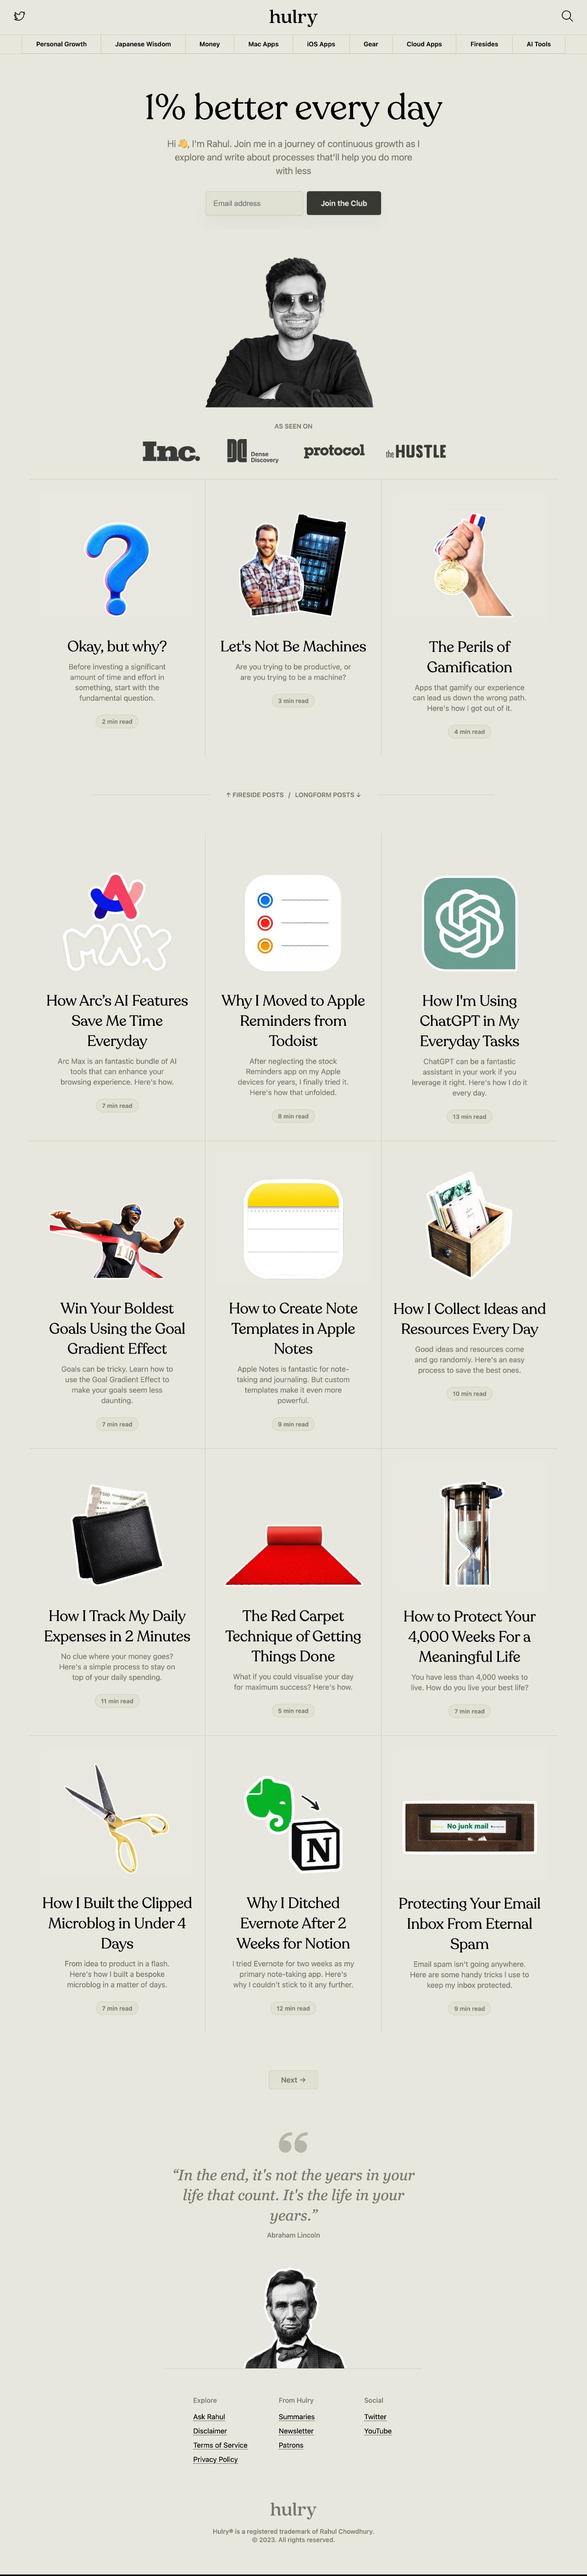 hulry
Personal Growth
Japanese Wisdom
Money
Mac Apps
iOS Apps
Gear
Cloud Apps
Firesides
AI Tools
1% better every day
Hi 👋, I'm Rahul. Join me in a journey of continuous growth as I
explore and write about processes that'll help you do more
with less
Email address
Join the Club
AS SEEN ON
Inc.
Dense
Discovery
protocol
the HUSTLE
Okay, but why?
Before investing a significant
amount of time and effort in
something, start with the
fundamental question.
2 min read
Let's Not Be Machines
Are you trying to be productive, or
are you trying to be a machine?
3 min read
The Perils of
Gamification
Apps that gamify our experience
can lead us down the wrong path.
Here's how I got out of it.
4 min read
↑ FIRESIDE POSTS / LONGFORM POSTS ↓
MAX
How Arc's AI Features
Save Me Time
Everyday
Arc Max is an fantastic bundle of AI
tools that can enhance your
browsing experience. Here's how.
7 min read
Why I Moved to Apple
Reminders from
Todoist
After neglecting the stock
Reminders app on my Apple
devices for years, I finally tried it.
Here's how that unfolded.
8 min read
How I'm Using
ChatGPT in My
Everyday Tasks
ChatGPT can be a fantastic
assistant in your work if you
leverage it right. Here's how I do it
every day.
13 min read
Win Your Boldest
Goals Using the Goal
Gradient Effect
Goals can be tricky. Learn how to
use the Goal Gradient Effect to
make your goals seem less
daunting.
7 min read
How to Create Note
Templates in Apple
Notes
Apple Notes is fantastic for note-
taking and journaling. But custom
templates make it even more
powerful.
9 min read
How I Collect Ideas and
Resources Every Day
Good ideas and resources come
and go randomly. Here's an easy
process to save the best ones.
10 min read
How I Track My Daily
Expenses in 2 Minutes
No clue where your money goes?
Here's a simple process to stay on
top of your daily spending.
11 min read
The Red Carpet
Technique of Getting
Things Done
What if you could visualise your day
for maximum success? Here's how.
5 min read
How to Protect Your
4,000 Weeks For a
Meaningful Life
You have less than 4,000 weeks to
live. How do you live your best life?
7 min read
How I Built the Clipped
Microblog in Under 4
Days
From idea to product in a flash.
Here's how I built a bespoke
microblog in a matter of days.
7 min read
N
Why I Ditched
Evernote After 2
Weeks for Notion
I tried Evernote for two weeks as my
primary note-taking app. Here's
why I couldn't stick to it any further.
12 min read
No junk mail
Protecting Your Email
Inbox From Eternal
Spam
Email spam isn't going anywhere.
Here are some handy tricks I use to
keep my inbox protected.
9 min read
Next →
“In the end, it's not the years in your
life that count. It's the life in your
years.”
Abraham Lincoln
Explore
Ask Rahul
Disclaimer
Terms of Service
Privacy Policy
From Hulry
Summaries
Newsletter
Patrons
Social
Twitter
YouTube
hulry
Hulry® is a registered trademark of Rahul Chowdhury.
© 2023. All rights reserved.